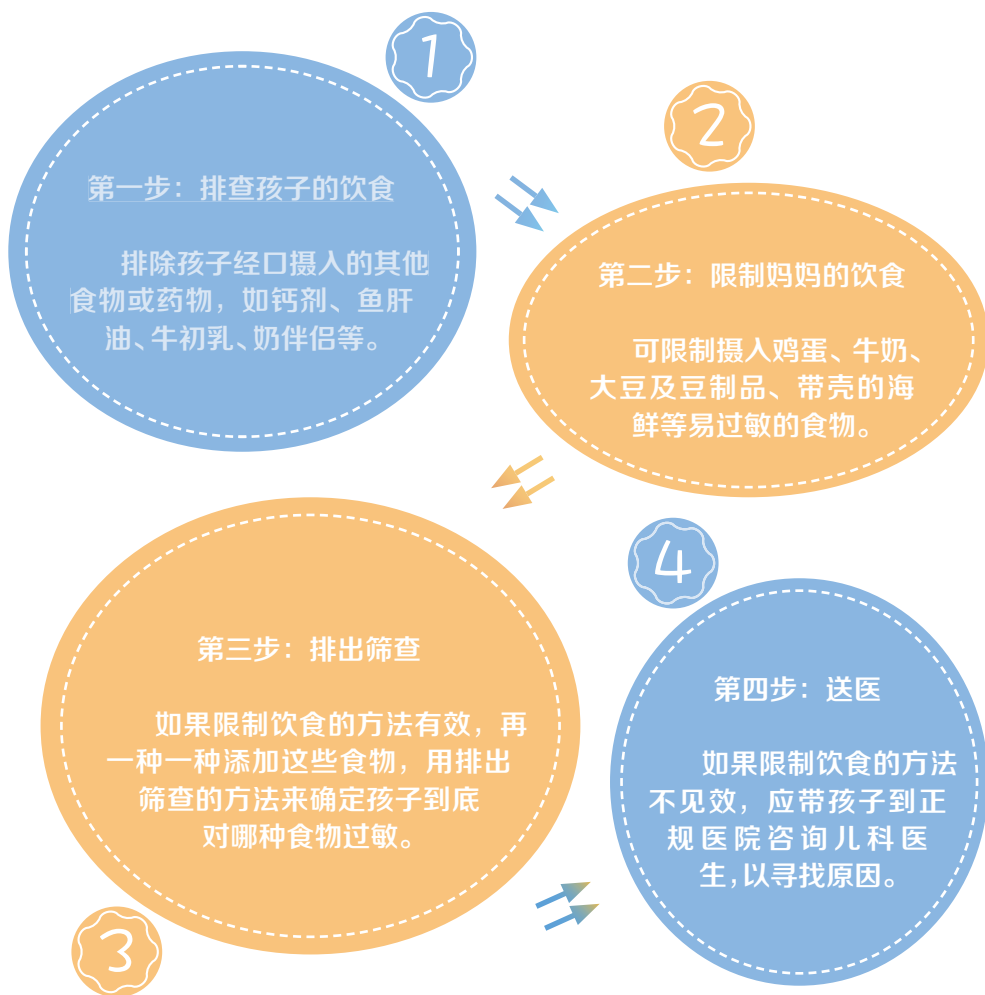 1
第一步：排查孩子的饮食
排除孩子经口摄入的其他
食物或药物，如钙剂、鱼肝
油、牛初乳、奶伴侣等。
2
第二步：限制妈妈的饮食
可限制摄入鸡蛋、牛奶、
大豆及豆制品、带壳的海
鲜等易过敏的食物。
3
第三步：排出筛查
如果限制饮食的方法有效，再
一种一种添加这些食物，用排出
筛查的方法来确定孩子到底
对哪种食物过敏。
4
第四步：送医
如果限制饮食的方法
不见效，应带孩子到正
规医院咨询儿科医
生，以寻找原因。